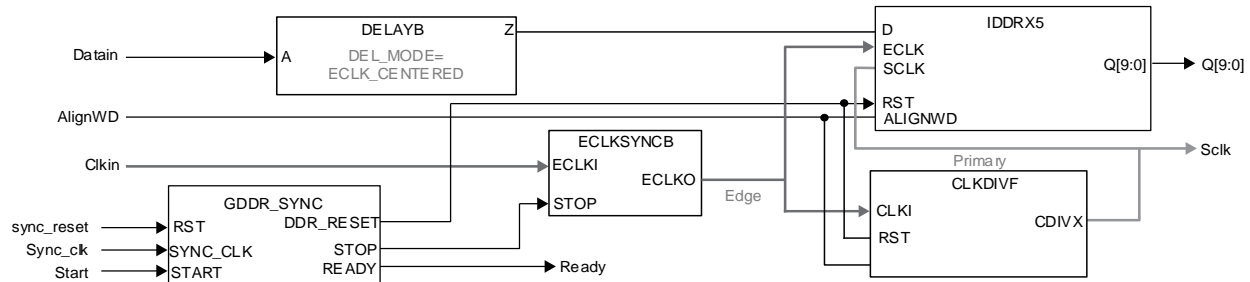 DELAYB
A
Z
DEL_MODE=
ECLK_CENTERED
Datain
IDDRX5
D
ECLK
SCLK
RST
ALIGNWD
Q[9:0]
Q[9:0]
AlignWD
Clkin
ECLKSYNCB
ECLKI
ECLKO
STOP
Edge
Primary
Sclk
CLKDIVF
CLKI
RST
CDIVX
GDDR_SYNC
RST
SYNC_CLK
START
DDR_RESET
STOP
READY
sync_reset
Sync_clk
Start
Ready